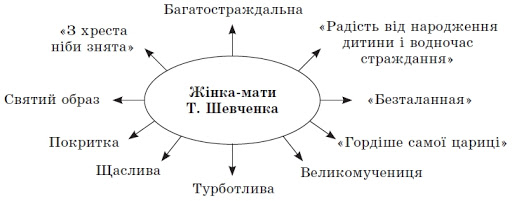 Багатостраждальна
«З хреста
ніби знята»
«Радість від народження
дитини і водночас
страждання»
Святий образ
Жінка-мати
Т. Шевченка
«Безталанная»
Покритка
«Гордіше самої цариці»
Щаслива
Великомучениця
Турботлива